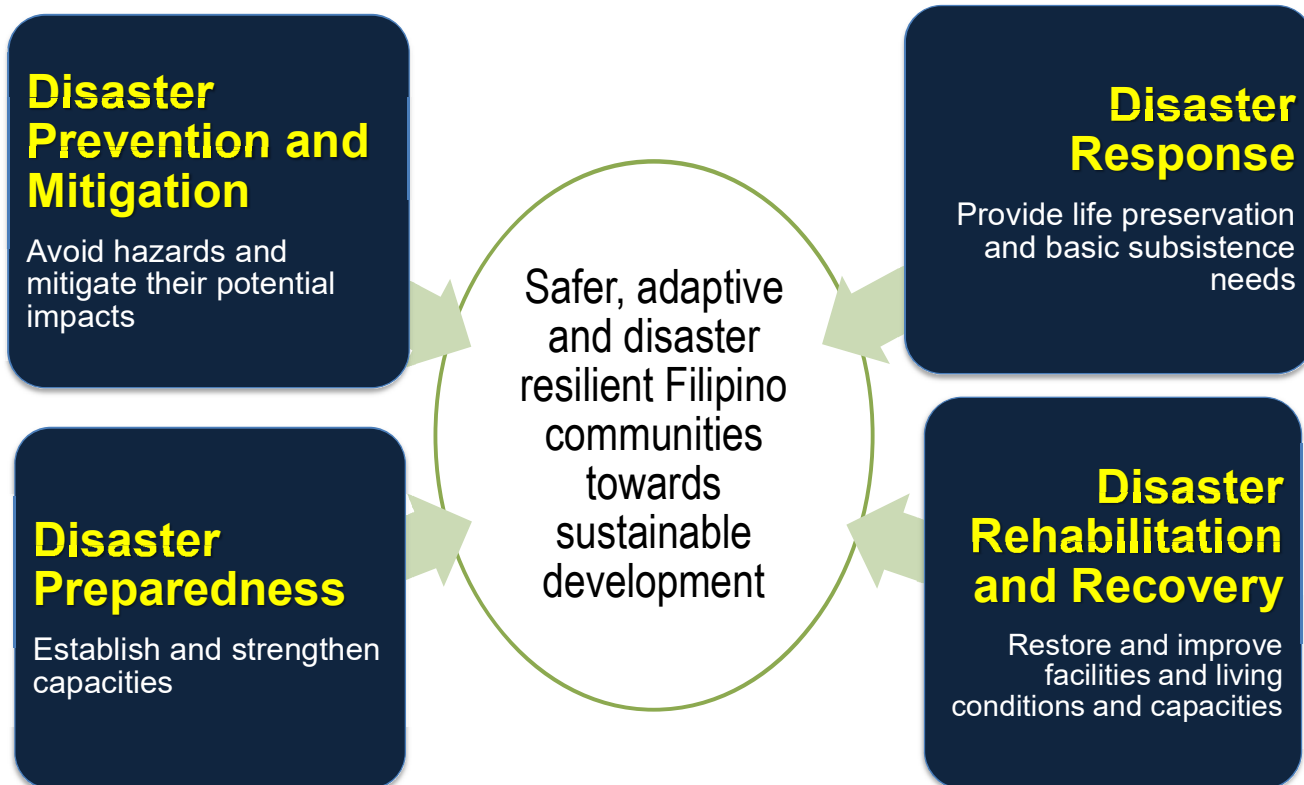 Disaster
Prevention and
Mitigation
Avoid hazards and
mitigate their potential
impacts
Disaster
Preparedness
Establish and strengthen
capacities
Safer, adaptive
and disaster
resilient Filipino
communities
towards
sustainable
development
Disaster
Response
Provide life preservation
and basic subsistence
needs
Disaster
Rehabilitation
and Recovery
Restore and improve
facilities and living
conditions and capacities